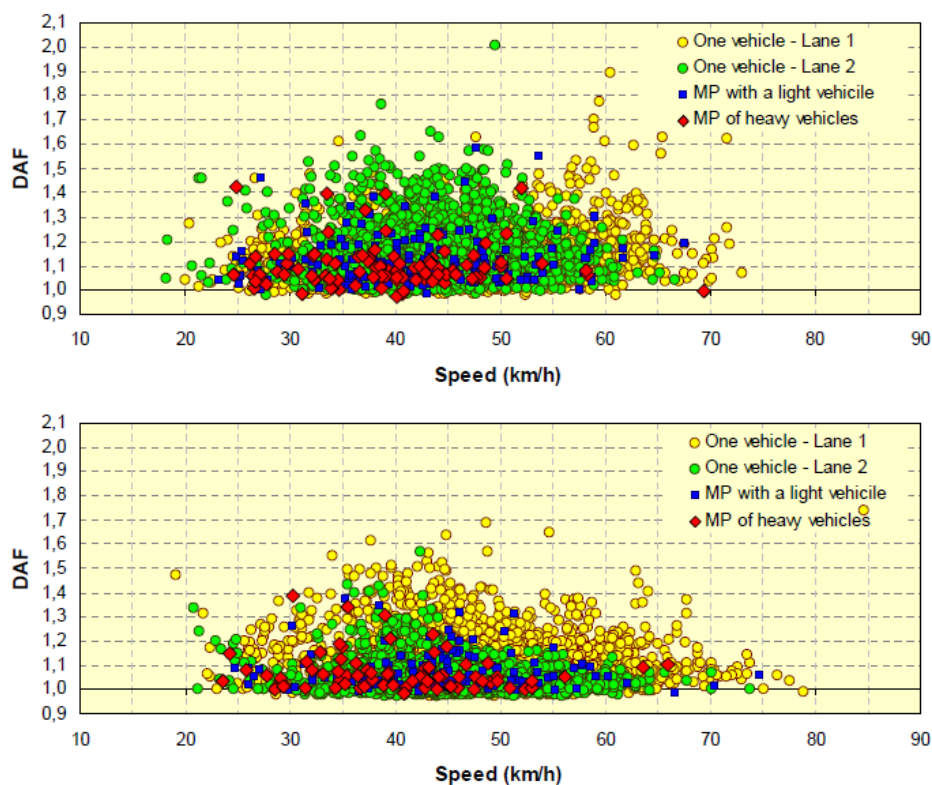 2,1
2,0
1,9
1,8
1,7
1,6
1,5
1,4
1,3
1,2
1,1
1,0
0,9
DAF
One vehicle - Lane 1
One vehicle - Lane 2
MP with a light vehicile
MP of heavy vehicles
10 20 30 40 50 60 70 80 90
Speed (km/h)
2,1
2,0
1,9
1,8
1,7
1,6
1,5
1,4
1,3
1,2
1,1
1,0
0,9
DAF
One vehicle - Lane 1
One vehicle - Lane 2
MP with a light vehicile
MP of heavy vehicles
10 20 30 40 50 60 70 80 90
Speed (km/h)